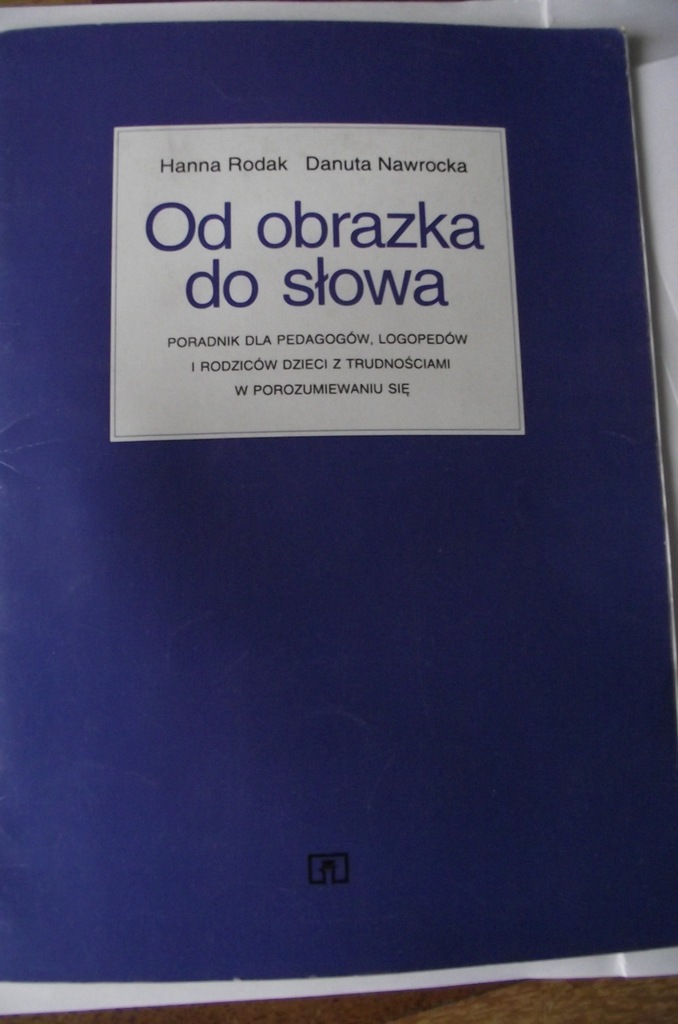 Hanna Rodak Danuta Nawrocka
Od obrazka
do słowa
PORADNIK DLA PEDAGOGÓW, LOGOPEDÓW
I RODZICÓW DZIECI Z TRUDNOŚCIAMI
W POROZUMIEWANIU SIĘ